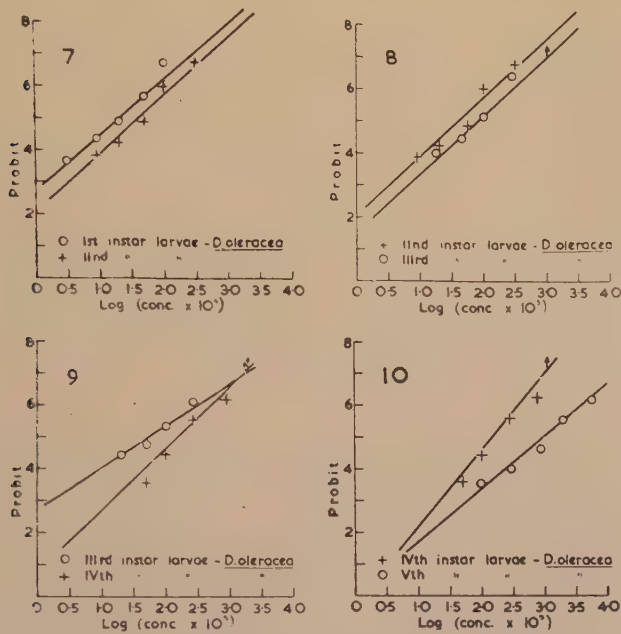 8
7
6
Probit
4
2
O 1st instar larvae - D.oleracea
+ IInd " "
0 0·5 1·0 1·5 2·0 2·5 3·0 3·5 4·0
Log (conc. x 10³)
8
8
6
Probit
4
2
+ IInd instar larvae - D.oleracea
O IIIrd " "
0 0·5 1·0 1·5 2·0 2·5 3·0 3·5 4·0
Log (conc x 10³)
8
9
6
Probit
4
2
O IIIrd instar larvae - D.oleracea
+ IVth " "
0 0·5 1·0 1·5 2·0 2·5 3·0 3·5 4·0
Log (conc x 10³)
8
10
6
Probit
4
2
+ IVth instar larvae - D.oleracea
O Vth " "
0 0·5 1·0 1·5 2·0 2·5 3·0 3·5 4·0
Log (conc x 10³)